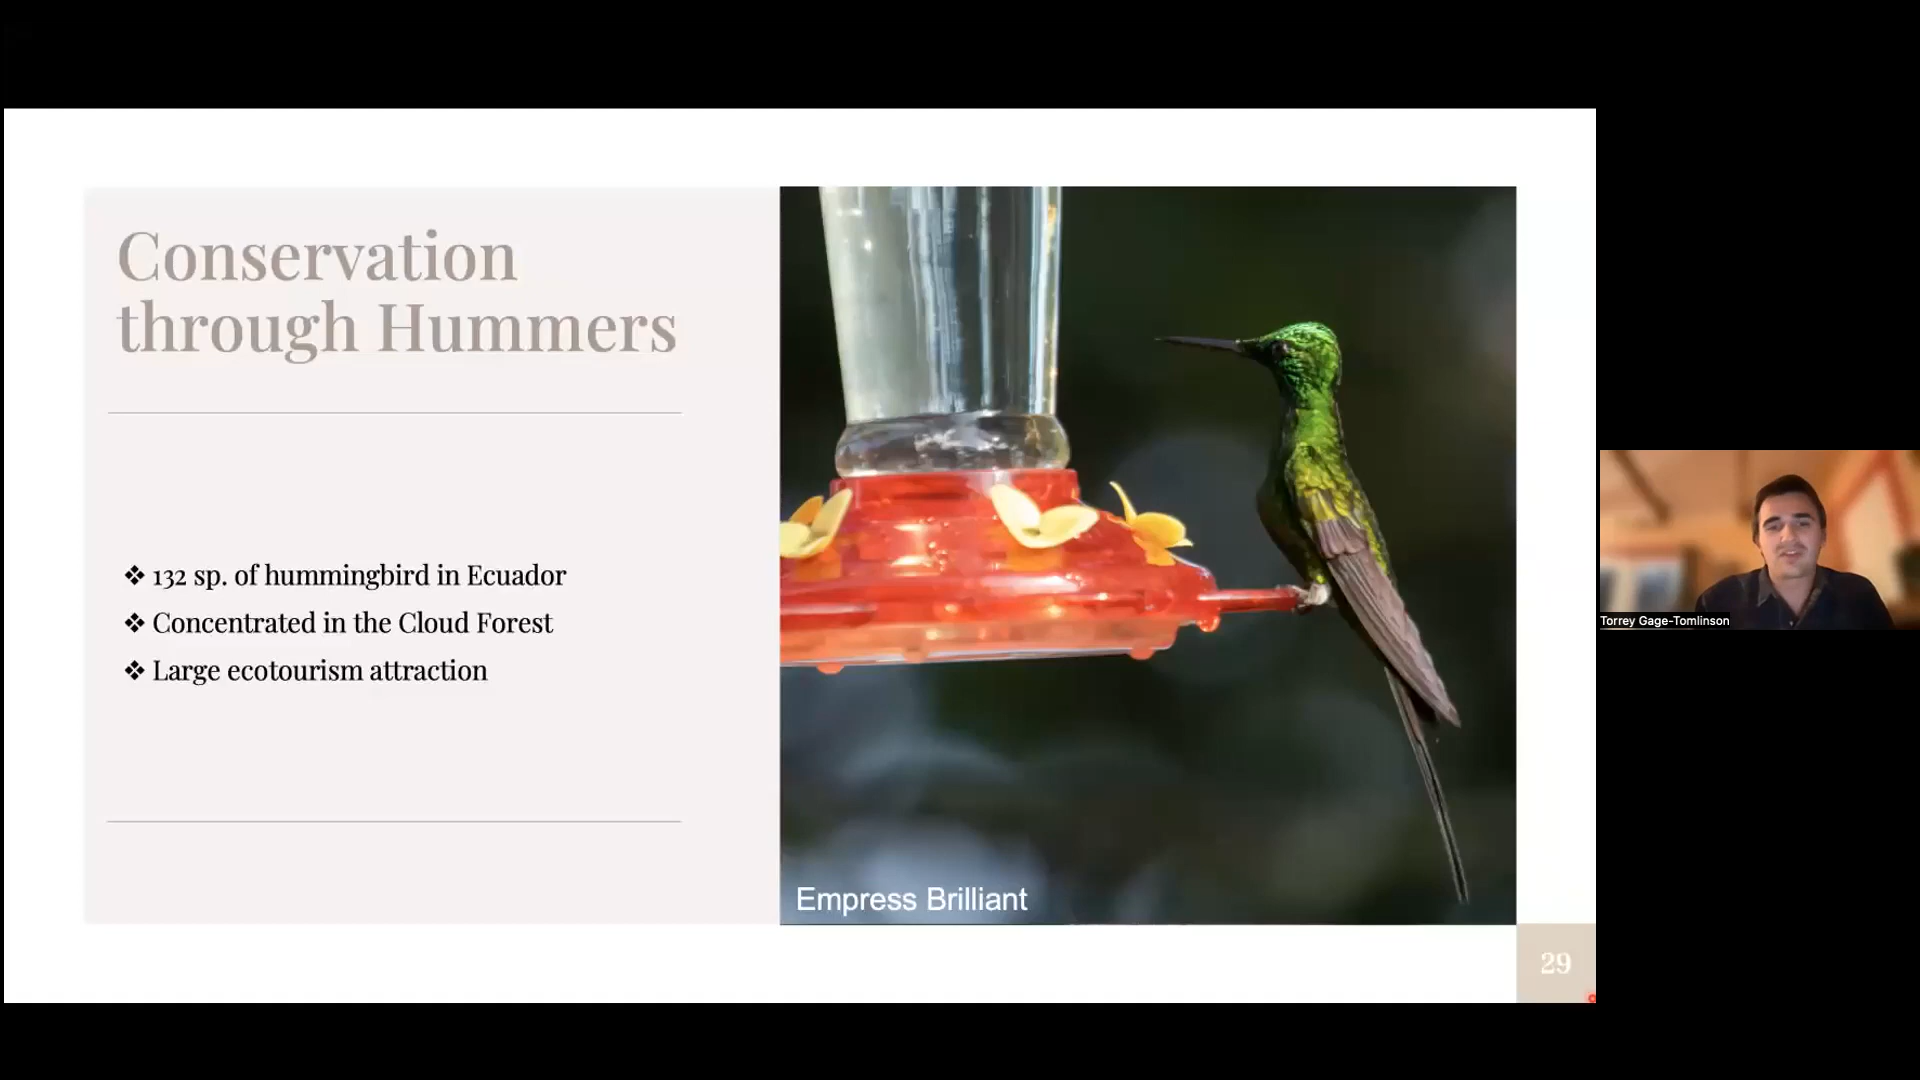 Conservation
through Hummers
❖ 132 sp. of hummingbird in Ecuador
❖ Concentrated in the Cloud Forest
❖ Large ecotourism attraction
Empress Brilliant
29
Torrey Gage-Tomlinson